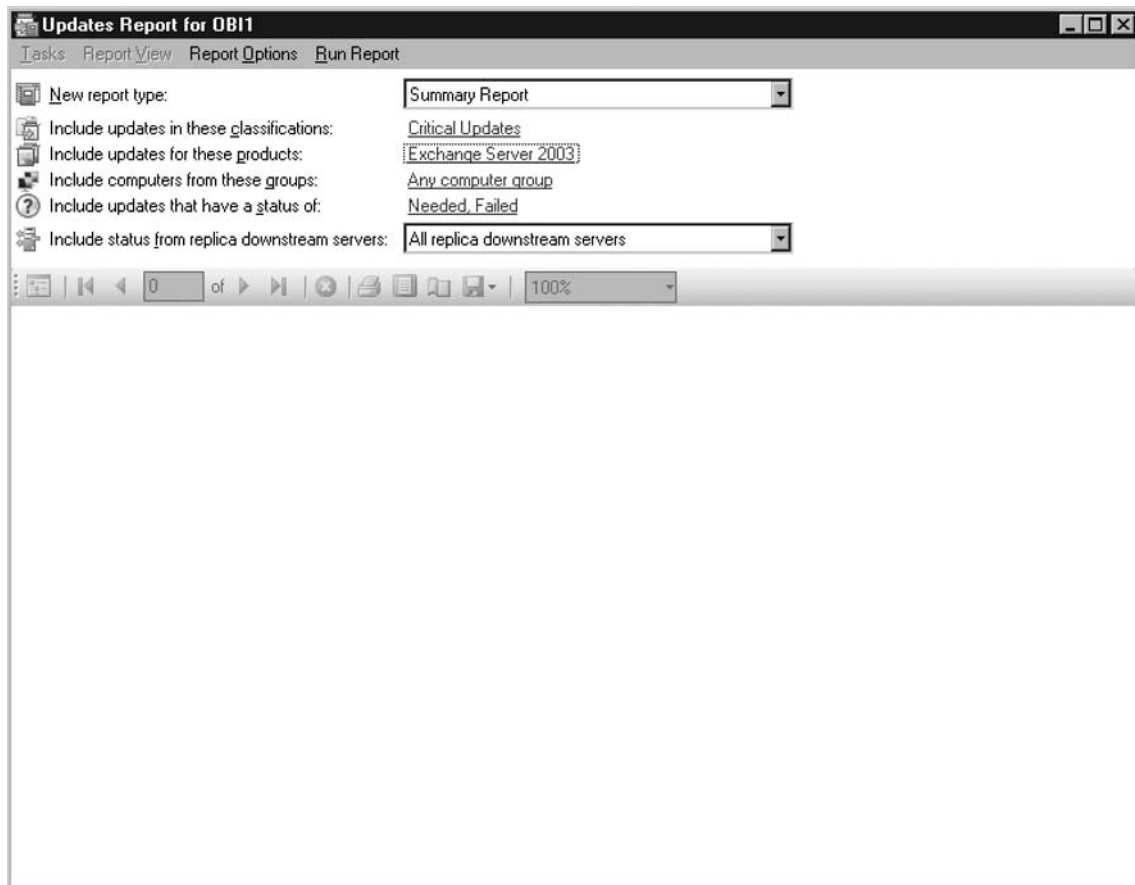 Updates Report for OBI1
Tasks Report View Report Options Run Report
New report type: Summary Report
Include updates in these classifications: Critical Updates
Include updates for these products: Exchange Server 2003
Include computers from these groups: Any computer group
Include updates that have a status of: Needed, Failed
Include status from replica downstream servers: All replica downstream servers
0 of 100%